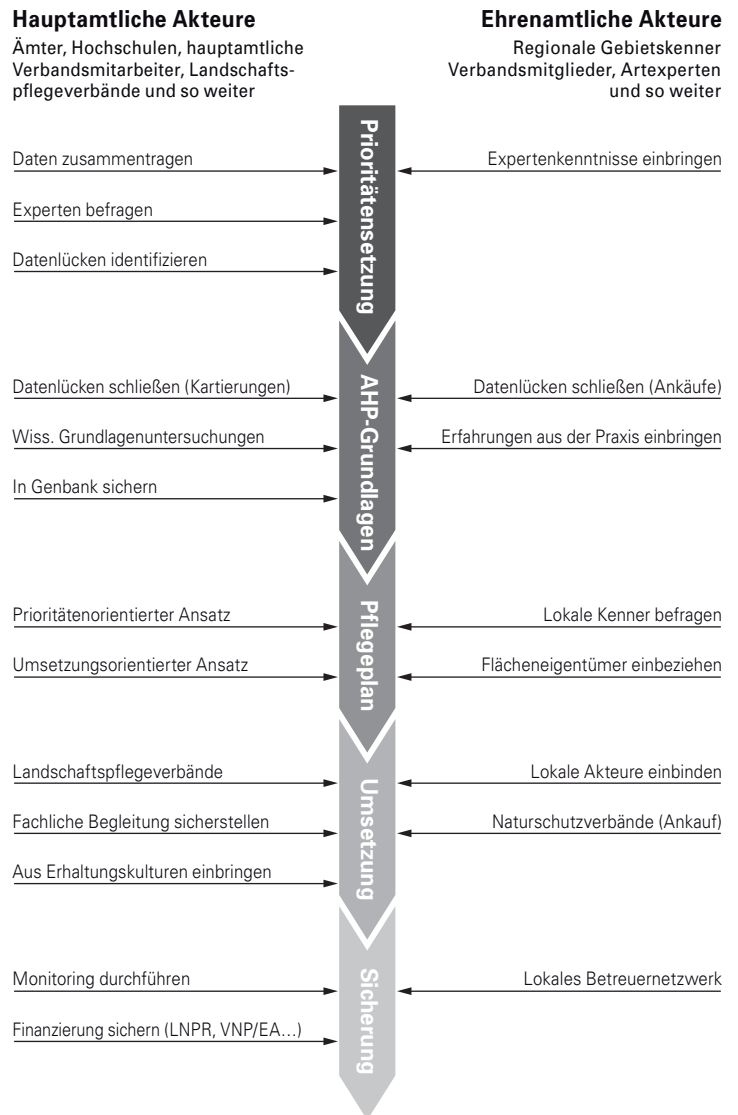 Hauptamtliche Akteure
Ämter, Hochschulen, hauptamtliche
Verbandsmitarbeiter, Landschafts-
pflegeverbände und so weiter
Ehrenamtliche Akteure
Regionale Gebietskenner
Verbandsmitglieder, Artexperten
und so weiter
Prioritätensetzung
Daten zusammentragen
Expertenkenntnisse einbringen
Experten befragen
Datenlücken identifizieren
AHP-Grundlagen
Datenlücken schließen (Kartierungen)
Datenlücken schließen (Ankäufe)
Wiss. Grundlagenuntersuchungen
Erfahrungen aus der Praxis einbringen
In Genbank sichern
Pflegeplan
Prioritätenorientierter Ansatz
Lokale Kenner befragen
Umsetzungsorientierter Ansatz
Flächeneigentümer einbeziehen
Umsetzung
Landschaftspflegeverbände
Lokale Akteure einbinden
Fachliche Begleitung sicherstellen
Naturschutzverbände (Ankauf)
Aus Erhaltungskulturen einbringen
Sicherung
Monitoring durchführen
Lokales Betreuernetzwerk
Finanzierung sichern (LNPR, VNP/EA…)